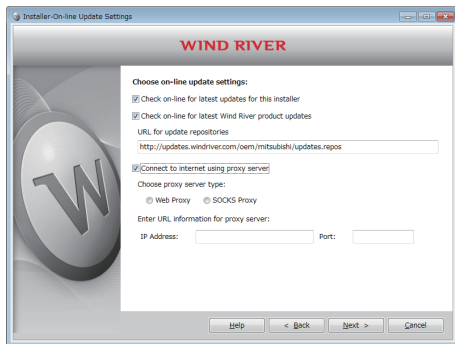 Installer-On-line Update Settings
WIND RIVER
Choose on-line update settings:
Check on-line for latest updates for this installer
Check on-line for latest Wind River product updates
URL for update repositories
http://updates.windriver.com/oem/mitsubishi/updates.repos
Connect to internet using proxy server
Choose proxy server type:
Web Proxy SOCKS Proxy
Enter URL information for proxy server:
IP Address: Port:
W
Help < Back Next > Cancel